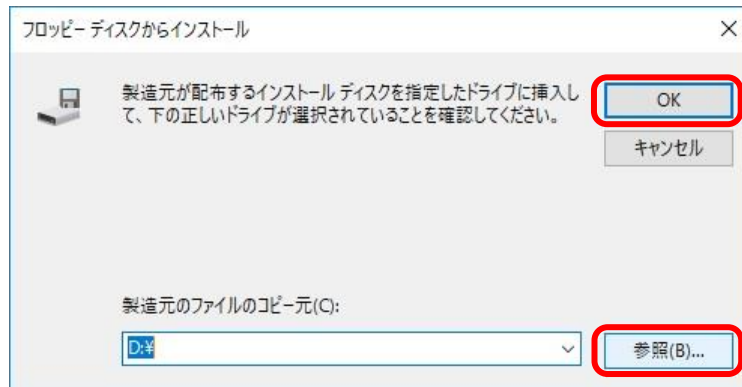 フロッピー ディスクからインストール
製造元が配布するインストール ディスクを指定したドライブに挿入し
て、下の正しいドライブが選択されていることを確認してください。
OK
キャンセル
製造元のファイルのコピー元(C):
D:¥
参照(B)...